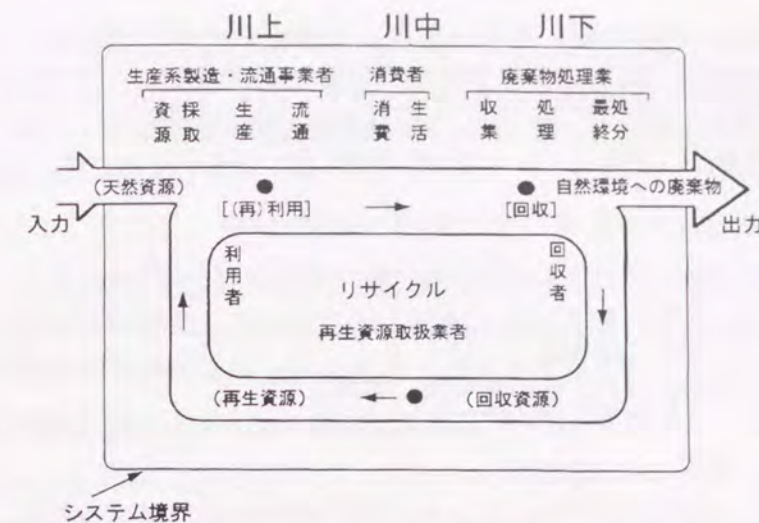 川上 川中 川下
生産系製造・流通事業者 消費者 廃棄物処理業
資源 採取 生産 流通 消費 生活 収集 処理 最終 処分
(天然資源) 自然環境への廃棄物
入力 [(再)利用] → [回収] 出力
利用者 回収者
リサイクル
再生資源取扱業者
(再生資源) ← (回収資源)
システム境界